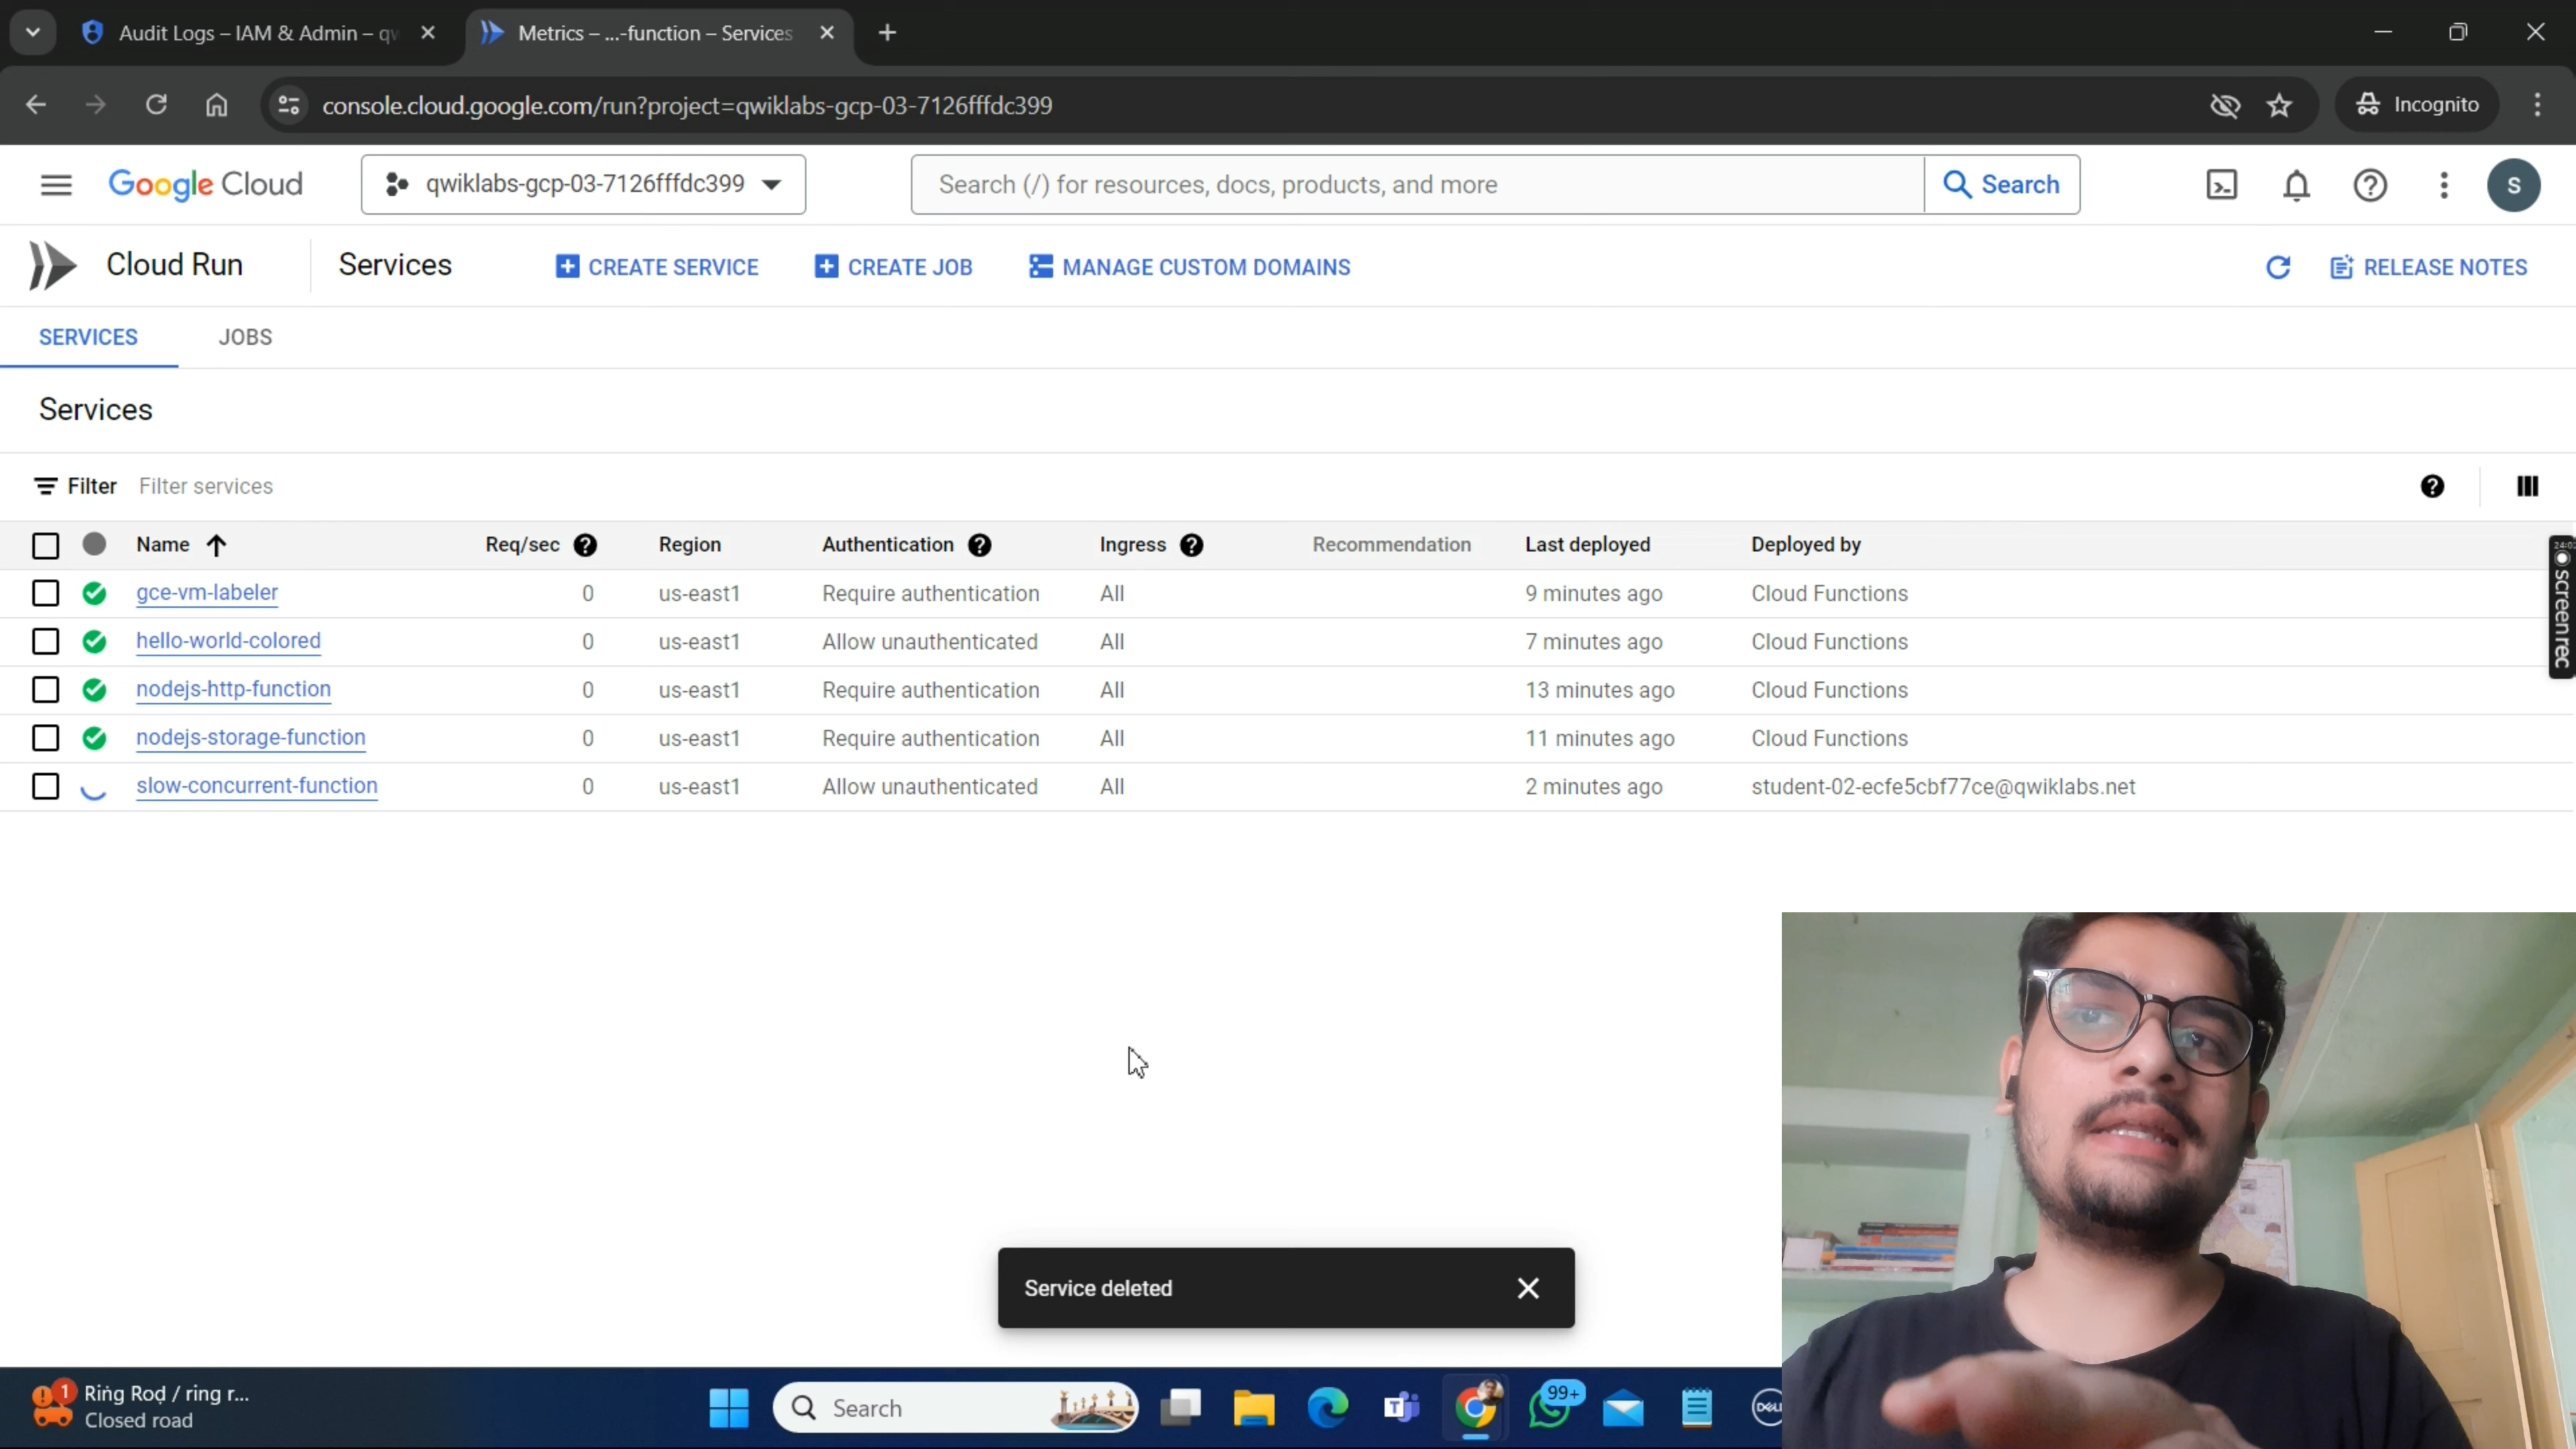 Audit Logs – IAM & Admin – qw
Metrics – ...-function – Services
console.cloud.google.com/run?project=qwiklabs-gcp-03-7126fffdc399
Incognito
Google Cloud
qwiklabs-gcp-03-7126fffdc399
Search (/) for resources, docs, products, and more
Search
S
Cloud Run
Services
CREATE SERVICE
CREATE JOB
MANAGE CUSTOM DOMAINS
RELEASE NOTES
SERVICES
JOBS
Services
Filter Filter services
Name Req/sec Region Authentication Ingress Recommendation Last deployed Deployed by
gce-vm-labeler 0 us-east1 Require authentication All 9 minutes ago Cloud Functions
hello-world-colored 0 us-east1 Allow unauthenticated All 7 minutes ago Cloud Functions
nodejs-http-function 0 us-east1 Require authentication All 13 minutes ago Cloud Functions
nodejs-storage-function 0 us-east1 Require authentication All 11 minutes ago Cloud Functions
slow-concurrent-function 0 us-east1 Allow unauthenticated All 2 minutes ago student-02-ecfe5cbf77ce@qwiklabs.net
screenrec
Service deleted
1
Ring Rod / ring r...
Closed road
Search
99+
DELL